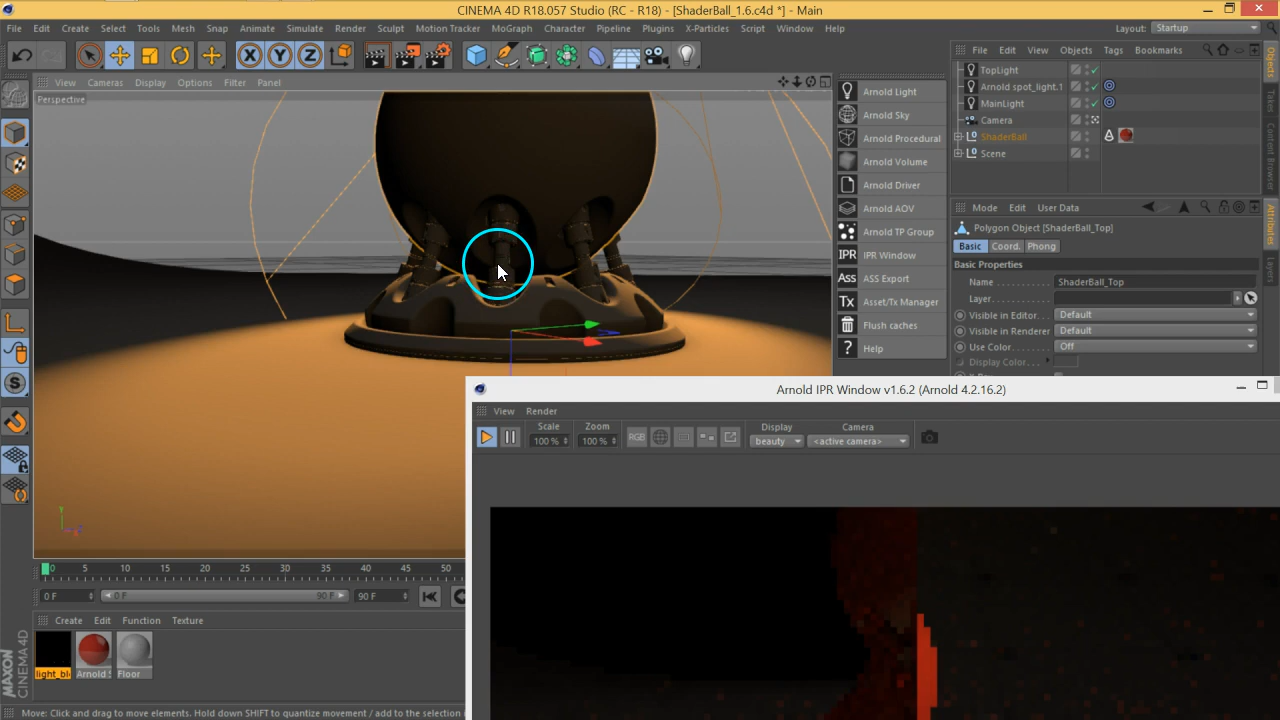 CINEMA 4D R18.057 Studio (RC - R18) - [ShaderBall_1.6.c4d *] - Main
File Edit Create Select Tools Mesh Snap Animate Simulate Render Sculpt Motion Tracker MoGraph Character Pipeline Plugins X-Particles Script Window Help
Layout: Startup
X Y Z
File Edit View Objects Tags Bookmarks
TopLight
Arnold spot_light.1
MainLight
Camera
ShaderBall
Scene
Objects
Takes
Content Browser
Attributes
Layers
View Cameras Display Options Filter Panel
Perspective
Arnold Light
Arnold Sky
Arnold Procedural
Arnold Volume
Arnold Driver
Arnold AOV
Arnold TP Group
IPR IPR Window
Ass ASS Export
Tx Asset/Tx Manager
Flush caches
? Help
Mode Edit User Data
Polygon Object [ShaderBall_Top]
Basic Coord. Phong
Basic Properties
Name ShaderBall_Top
Layer
Visible in Editor Default
Visible in Renderer Default
Use Color Off
Display Color
Arnold IPR Window v1.6.2 (Arnold 4.2.16.2)
View Render
Scale Zoom Display Camera
100 % 100 % RGB beauty <active camera>
Y
0 5 10 15 20 25 30 35 40 45 50
0 F 0 F 90 F 90 F
Create Edit Function Texture
light_bl Arnold S Floor
MAXON CINEMA 4D
Move: Click and drag to move elements. Hold down SHIFT to quantize movement / add to the selection